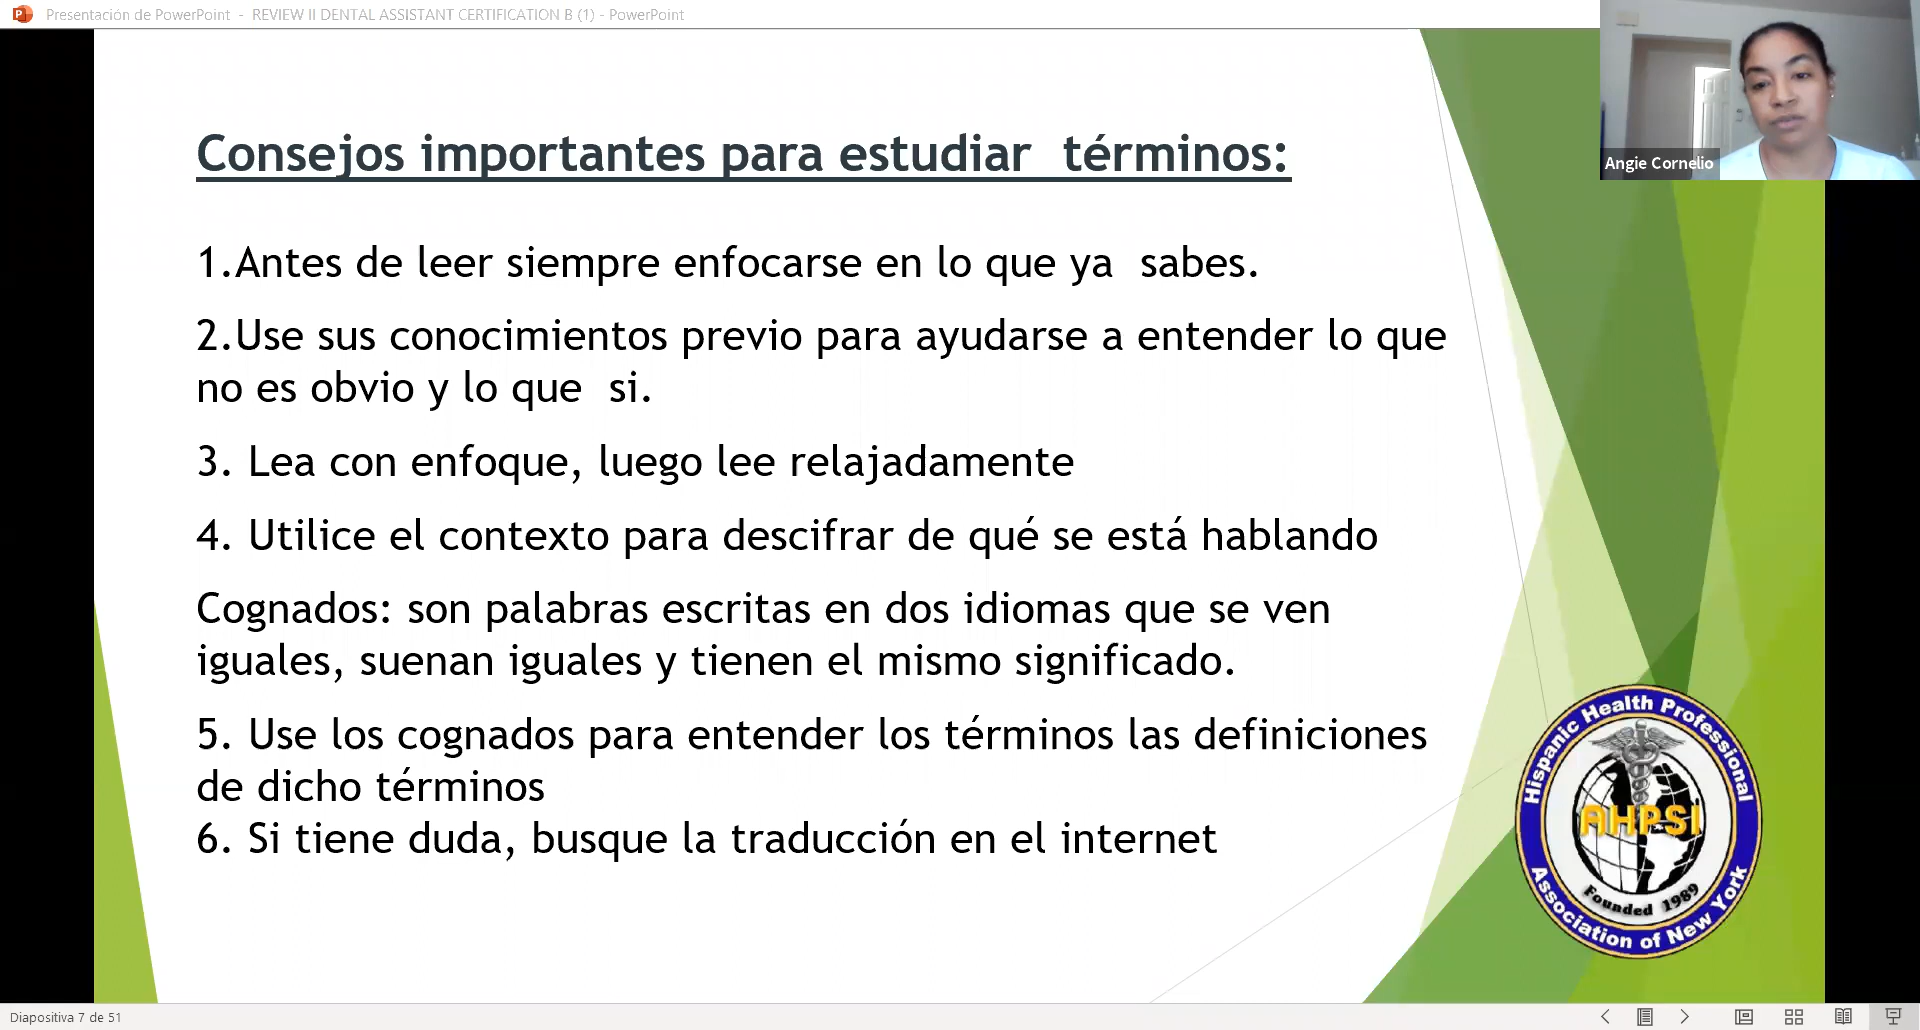 Presentación de PowerPoint - REVIEW II DENTAL ASSISTANT CERTIFICATION B (1) - PowerPoint
Angie Cornelio
Consejos importantes para estudiar términos:
1.Antes de leer siempre enfocarse en lo que ya sabes.
2.Use sus conocimientos previo para ayudarse a entender lo que
no es obvio y lo que si.
3. Lea con enfoque, luego lee relajadamente
4. Utilice el contexto para descifrar de qué se está hablando
Cognados: son palabras escritas en dos idiomas que se ven
iguales, suenan iguales y tienen el mismo significado.
5. Use los cognados para entender los términos las definiciones
de dicho términos
6. Si tiene duda, busque la traducción en el internet
Hispanic Health Professional
AHPSI
Founded 1989
Association of New York
Diapositiva 7 de 51